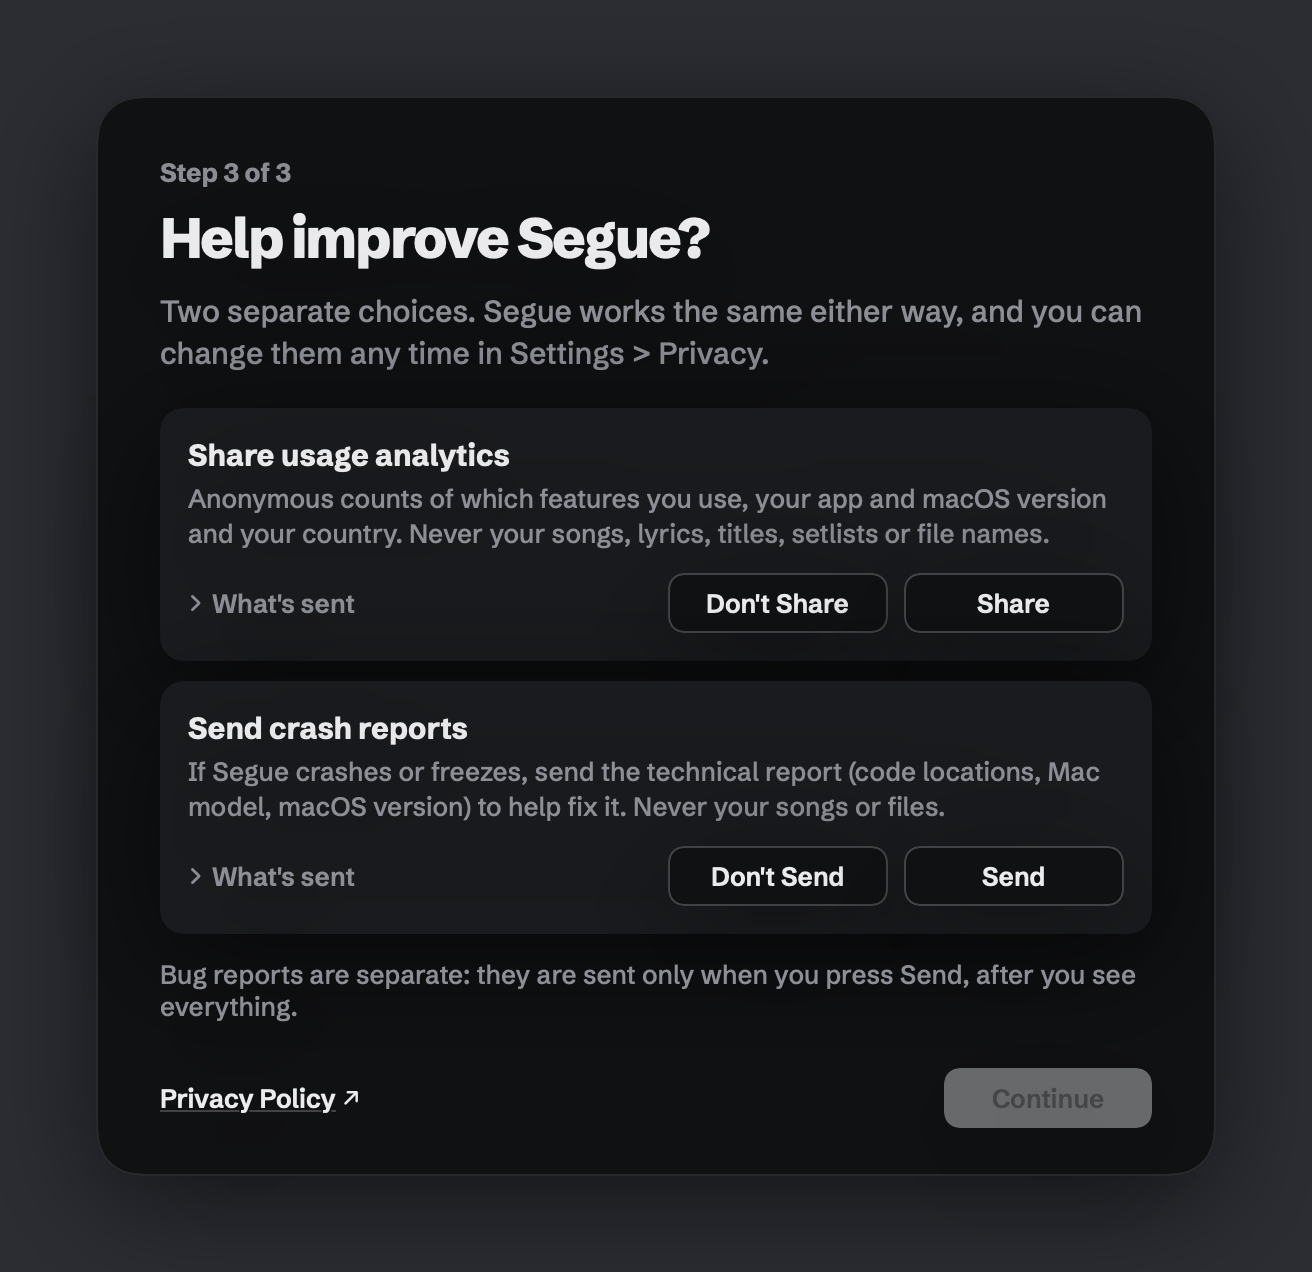 Step 3 of 3
Help improve Segue?
Two separate choices. Segue works the same either way, and you can
change them any time in Settings > Privacy.
Share usage analytics
Anonymous counts of which features you use, your app and macOS version
and your country. Never your songs, lyrics, titles, setlists or file names.
> What's sent
Don't Share
Share
Send crash reports
If Segue crashes or freezes, send the technical report (code locations, Mac
model, macOS version) to help fix it. Never your songs or files.
> What's sent
Don't Send
Send
Bug reports are separate: they are sent only when you press Send, after you see
everything.
Privacy Policy ↗
Continue